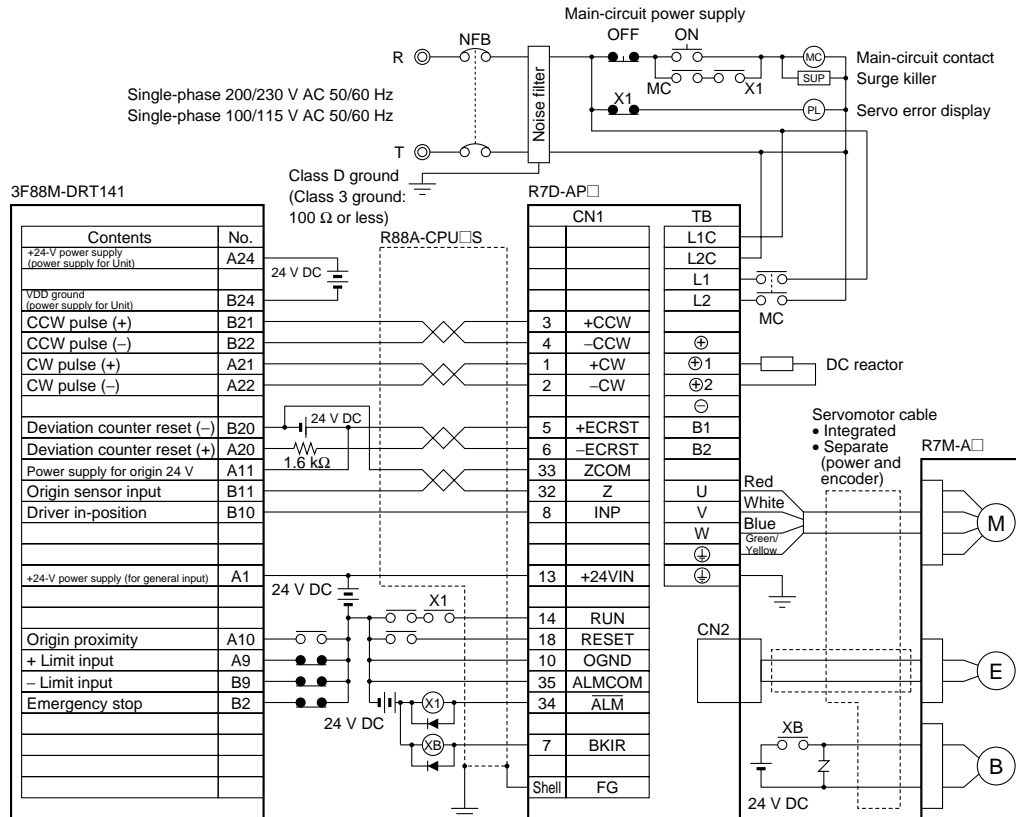 Main-circuit power supply
OFF ON
NFB
R
MC Main-circuit contact
MC X1 SUP Surge killer
Single-phase 200/230 V AC 50/60 Hz
Single-phase 100/115 V AC 50/60 Hz
Noise filter
X1 PL Servo error display
T
Class D ground
(Class 3 ground:
100 Ω or less)
3F88M-DRT141
R88A-CPU□S
R7D-AP□
CN1 TB
Contents No.
L1C
+24-V power supply
(power supply for Unit) A24
24 V DC
L2C
L1
VDD ground
(power supply for Unit) B24
L2
MC
CCW pulse (+) B21 3 +CCW
CCW pulse (−) B22 4 −CCW ⊕
CW pulse (+) A21 1 +CW ⊕1 DC reactor
CW pulse (−) A22 2 −CW ⊕2
⊖
24 V DC
Deviation counter reset (−) B20 5 +ECRST B1
Deviation counter reset (+) A20 6 −ECRST B2
1.6 kΩ
Power supply for origin 24 V A11 33 ZCOM
Origin sensor input B11 32 Z U Red
Driver in-position B10 8 INP V White
W Blue
Green/
Yellow
Servomotor cable
• Integrated
• Separate
(power and
encoder)
R7M-A□
M
+24-V power supply (for general input) A1 13 +24VIN
24 V DC
X1
14 RUN
Origin proximity A10 18 RESET
+ Limit input A9 10 OGND
− Limit input B9 35 ALMCOM
Emergency stop B2 X1 34 ALM
24 V DC
XB 7 BKIR
Shell FG
CN2
E
XB
B
24 V DC